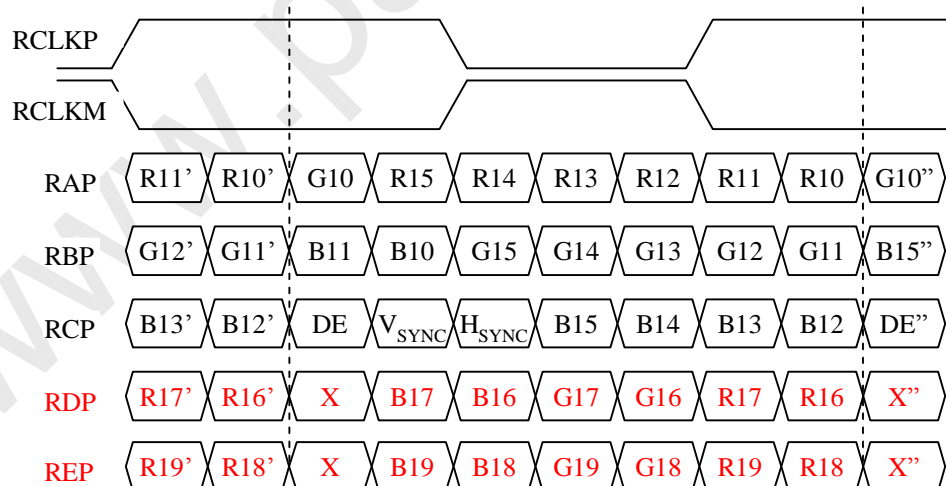 RCLKP
RCLKM
RAP R11’ R10’ G10 R15 R14 R13 R12 R11 R10 G10”
RBP G12’ G11’ B11 B10 G15 G14 G13 G12 G11 B15”
RCP B13’ B12’ DE VSYNC HSYNC B15 B14 B13 B12 DE”
RDP R17’ R16’ X B17 B16 G17 G16 R17 R16 X”
REP R19’ R18’ X B19 B18 G19 G18 R19 R18 X”